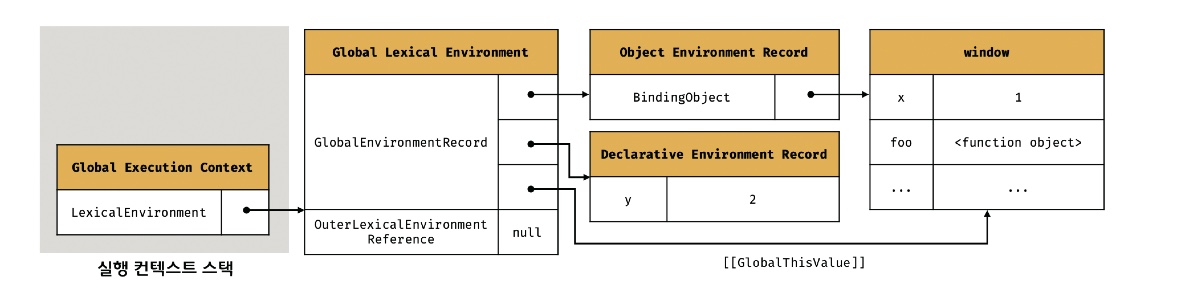 Global Execution Context
LexicalEnvironment
실행 컨텍스트 스택
Global Lexical Environment
GlobalEnvironmentRecord
OuterLexicalEnvironment
Reference
null
Object Environment Record
BindingObject
Declarative Environment Record
y 2
window
x 1
foo <function object>
... ...
[[GlobalThisValue]]